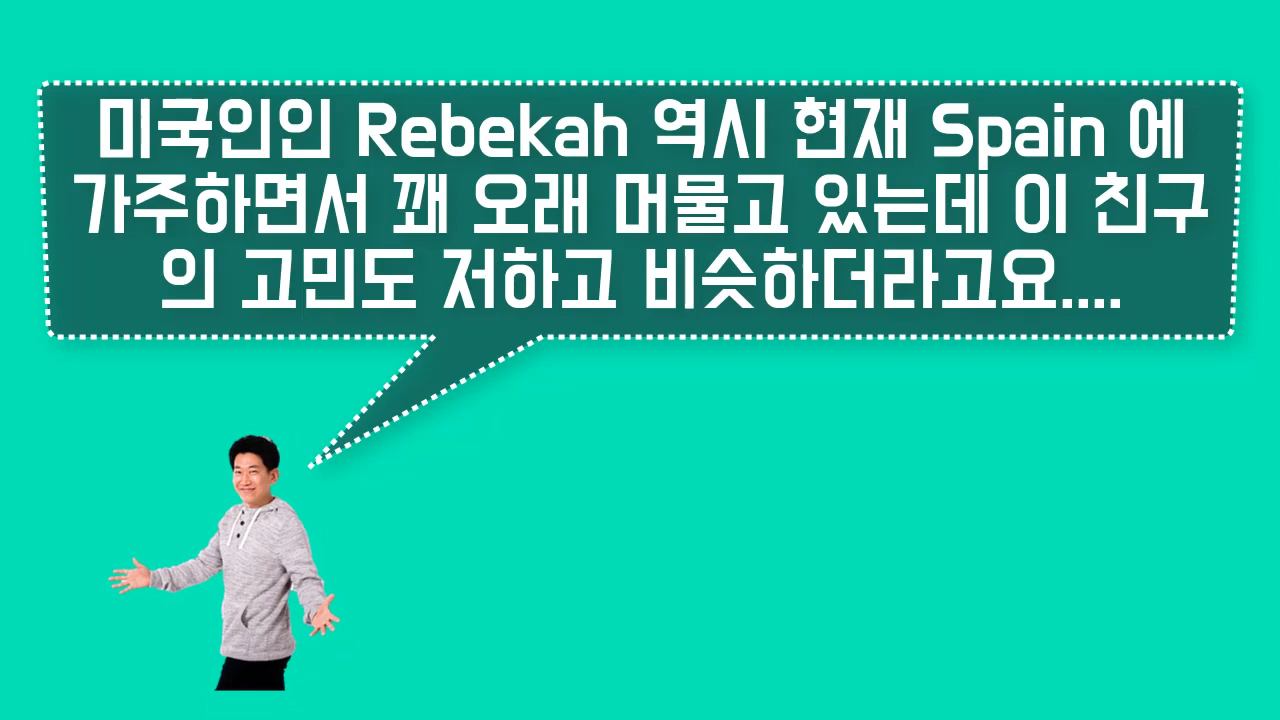 미국인인 Rebekah 역시 현재 Spain 에
가주하면서 꽤 오래 머물고 있는데 이 친구
의 고민도 저하고 비슷하더라고요....